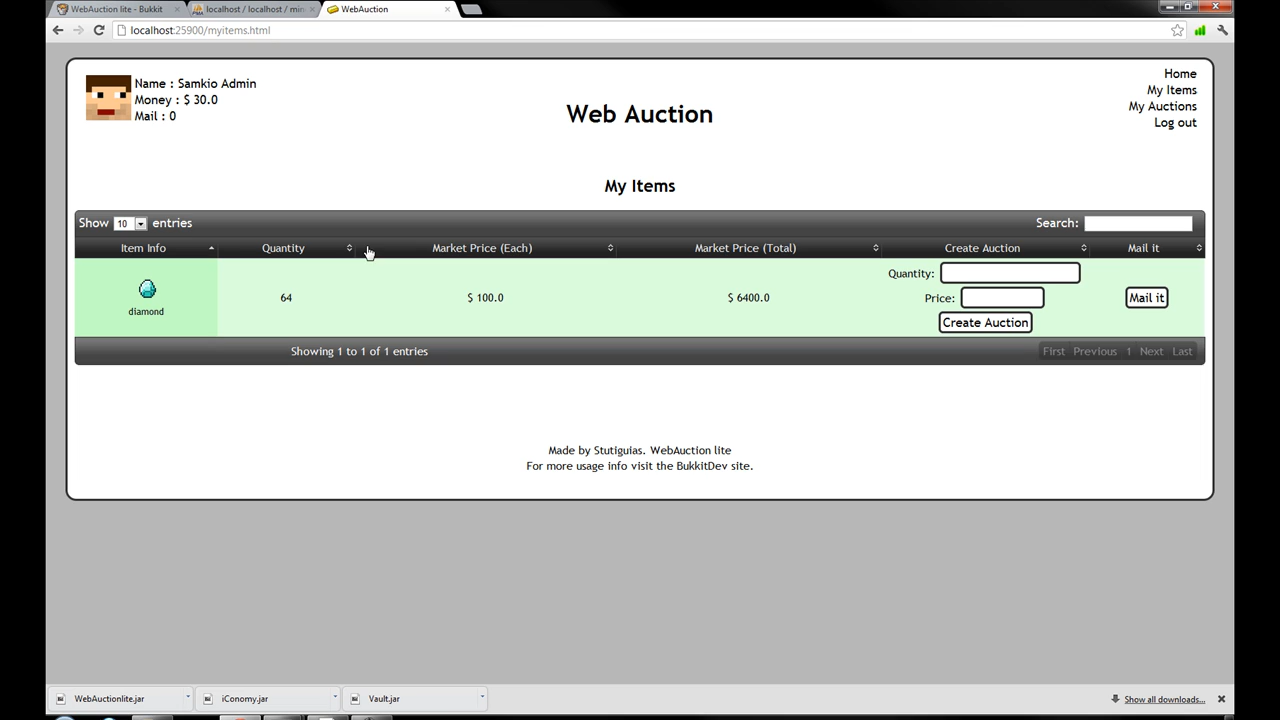 WebAuction lite - Bukkit
localhost / localhost / min
WebAuction
localhost:25900/myitems.html
Name : Samkio Admin
Money : $ 30.0
Mail : 0
Web Auction
Home
My Items
My Auctions
Log out
My Items
Show 10 entries
Search:
Item Info Quantity Market Price (Each) Market Price (Total) Create Auction Mail it
diamond
64
$ 100.0
$ 6400.0
Quantity:
Price:
Create Auction
Mail it
Showing 1 to 1 of 1 entries
First Previous 1 Next Last
Made by Stutiguias. WebAuction lite
For more usage info visit the BukkitDev site.
WebAuctionlite.jar
iConomy.jar
Vault.jar
Show all downloads...